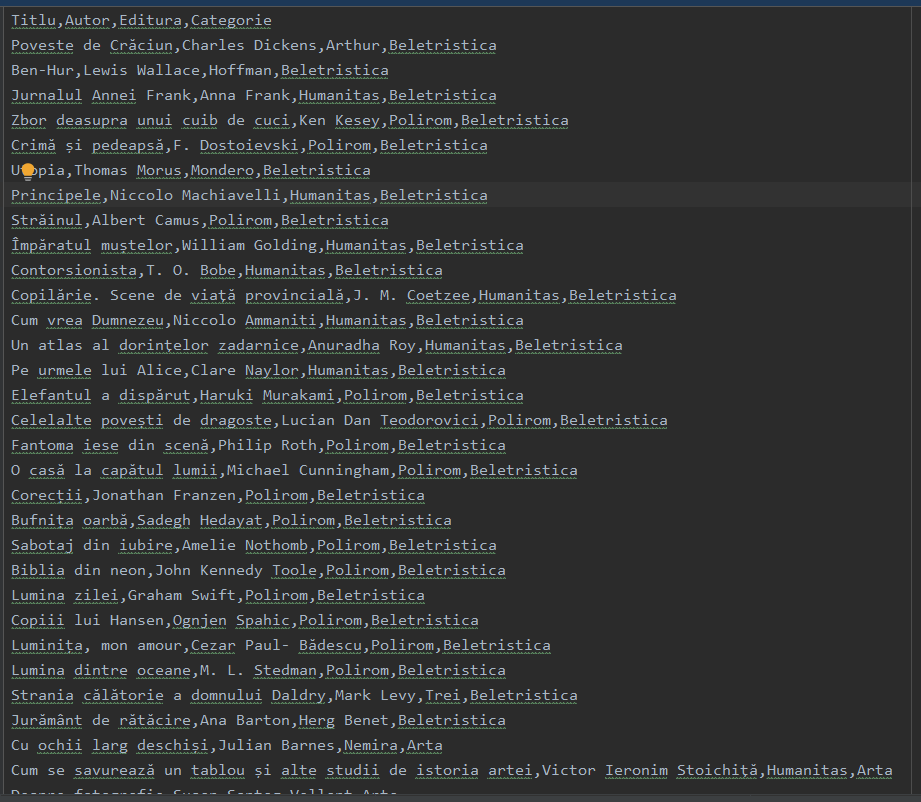 Titlu,Autor,Editura,Categorie
Poveste de Crăciun,Charles Dickens,Arthur,Beletristica
Ben-Hur,Lewis Wallace,Hoffman,Beletristica
Jurnalul Annei Frank,Anna Frank,Humanitas,Beletristica
Zbor deasupra unui cuib de cuci,Ken Kesey,Polirom,Beletristica
Crimă și pedeapsă,F. Dostoievski,Polirom,Beletristica
Utopia,Thomas Morus,Mondero,Beletristica
Principele,Niccolo Machiavelli,Humanitas,Beletristica
Străinul,Albert Camus,Polirom,Beletristica
Împăratul muștelor,William Golding,Humanitas,Beletristica
Contorsionista,T. O. Bobe,Humanitas,Beletristica
Copilărie. Scene de viață provincială,J. M. Coetzee,Humanitas,Beletristica
Cum vrea Dumnezeu,Niccolo Ammaniti,Humanitas,Beletristica
Un atlas al dorințelor zadarnice,Anuradha Roy,Humanitas,Beletristica
Pe urmele lui Alice,Clare Naylor,Humanitas,Beletristica
Elefantul a dispărut,Haruki Murakami,Polirom,Beletristica
Celelalte povești de dragoste,Lucian Dan Teodorovici,Polirom,Beletristica
Fantoma iese din scenă,Philip Roth,Polirom,Beletristica
O casă la capătul lumii,Michael Cunningham,Polirom,Beletristica
Corecții,Jonathan Franzen,Polirom,Beletristica
Bufnița oarbă,Sadegh Hedayat,Polirom,Beletristica
Sabotaj din iubire,Amelie Nothomb,Polirom,Beletristica
Biblia din neon,John Kennedy Toole,Polirom,Beletristica
Lumina zilei,Graham Swift,Polirom,Beletristica
Copiii lui Hansen,Ognjen Spahic,Polirom,Beletristica
Luminița, mon amour,Cezar Paul- Bădescu,Polirom,Beletristica
Lumina dintre oceane,M. L. Stedman,Polirom,Beletristica
Strania călătorie a domnului Daldry,Mark Levy,Trei,Beletristica
Jurământ de rătăcire,Ana Barton,Herg Benet,Beletristica
Cu ochii larg deschiși,Julian Barnes,Nemira,Arta
Cum se savurează un tablou și alte studii de istoria artei,Victor Ieronim Stoichiță,Humanitas,Arta